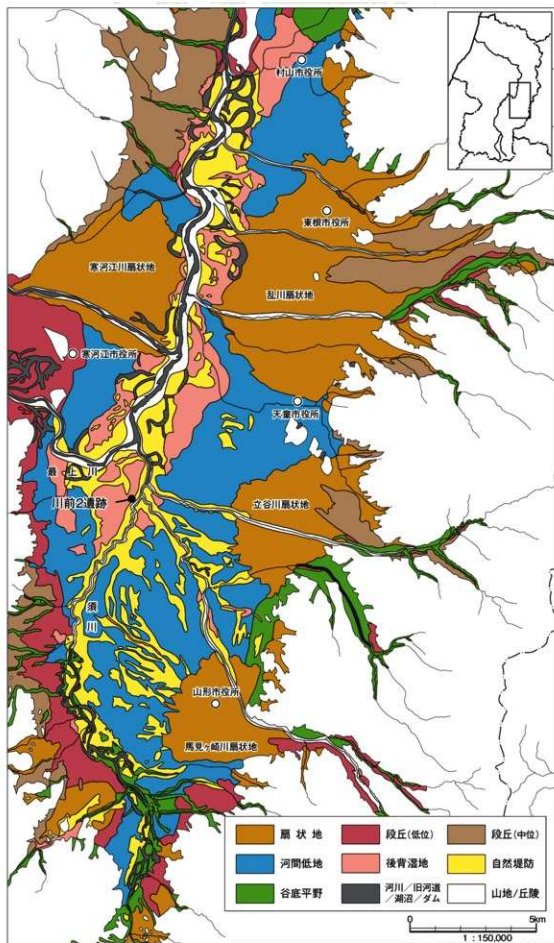 村山市役所
東根市役所
寒河江川扇状地
乱川扇状地
寒河江市役所
天童市役所
最上川
川前2遺跡
立谷川扇状地
須川
山形市役所
馬見ヶ崎川扇状地
扇状地
段丘(低位)
段丘(中位)
河間低地
後背湿地
自然堤防
谷底平野
河川/旧河道
/湖沼/ダム
山地/丘陵
0 5km
1:150,000